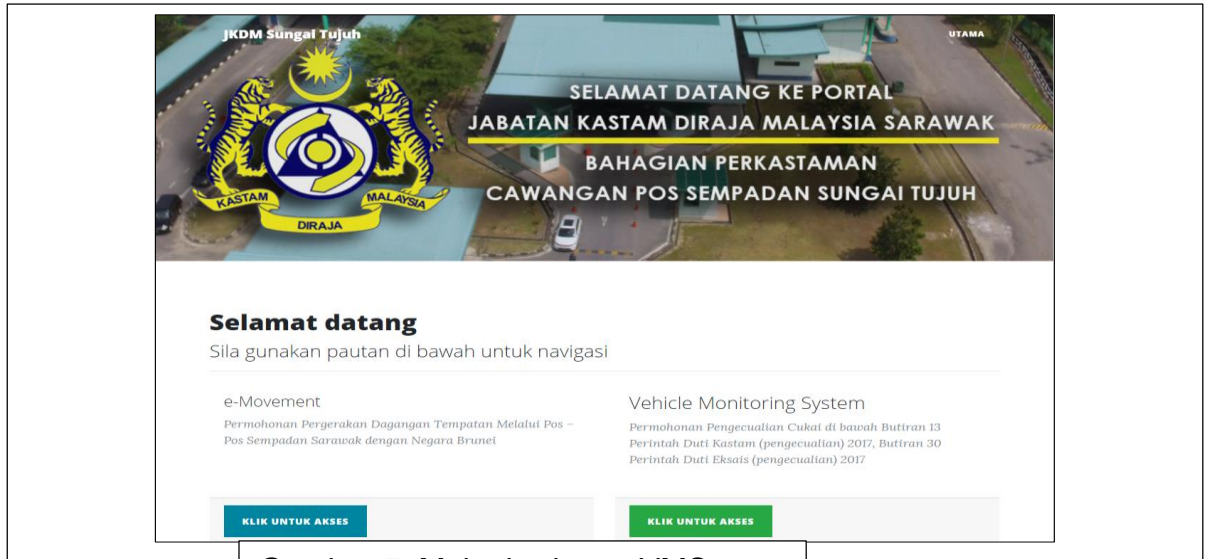 JKDM Sungai Tujuh
UTAMA
SELAMAT DATANG KE PORTAL
JABATAN KASTAM DIRAJA MALAYSIA SARAWAK
BAHAGIAN PERKASTAMAN
CAWANGAN POS SEMPADAN SUNGAI TUJUH
KASTAM
DIRAJA
MALAYSIA
Selamat datang
Sila gunakan pautan di bawah untuk navigasi
e-Movement
Permohonan Pergerakan Dagangan Tempatan Melalui Pos –
Pos Sempadan Sarawak dengan Negara Brunei
KLIK UNTUK AKSES
Vehicle Monitoring System
Permohonan Pengecualian Cukai di bawah Butiran 13
Perintah Duti Kastam (pengecualian) 2017, Butiran 30
Perintah Duti Eksais (pengecualian) 2017
KLIK UNTUK AKSES